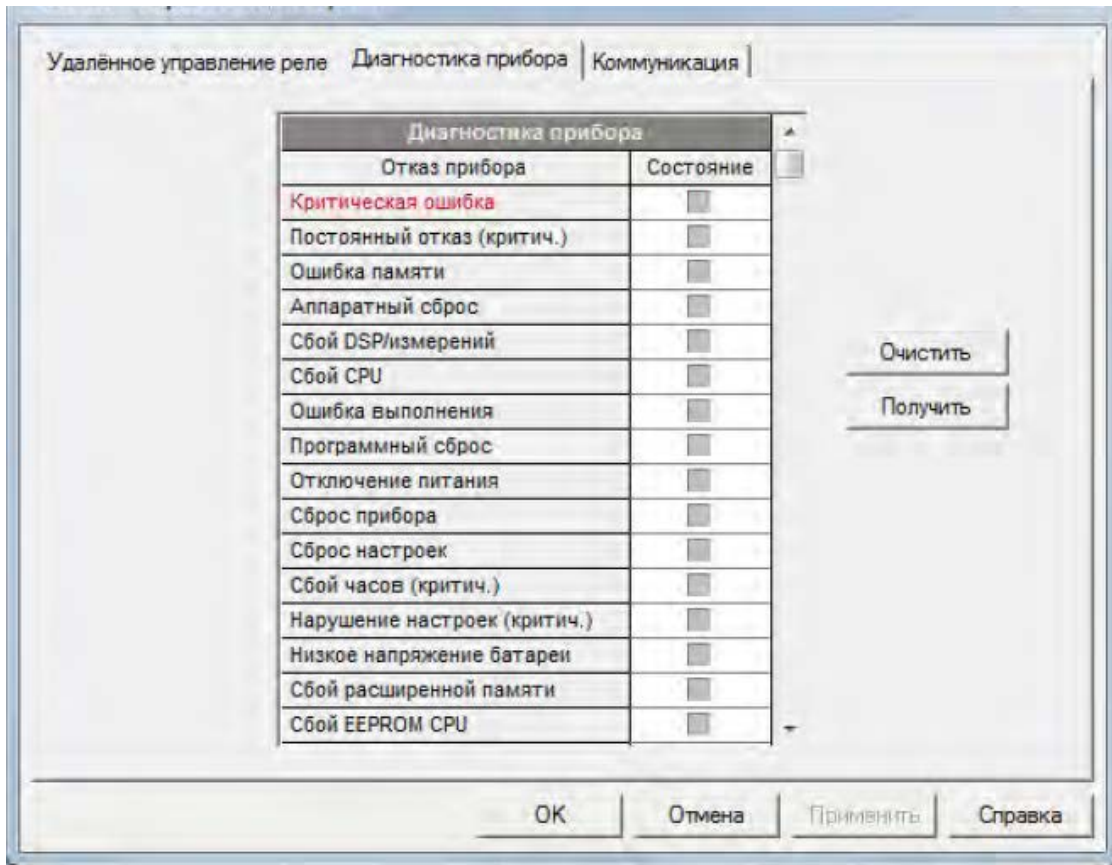 Удалённое управление реле Диагностика прибора Коммуникация
Диагностика прибора
Отказ прибора Состояние
Критическая ошибка
Постоянный отказ (критич.)
Ошибка памяти
Аппаратный сброс
Сбой DSP/измерений
Сбой CPU
Ошибка выполнения
Программный сброс
Отключение питания
Сброс прибора
Сброс настроек
Сбой часов (критич.)
Нарушение настроек (критич.)
Низкое напряжение батареи
Сбой расширенной памяти
Сбой EEPROM CPU
Очистить
Получить
OK Отмена Применить Справка